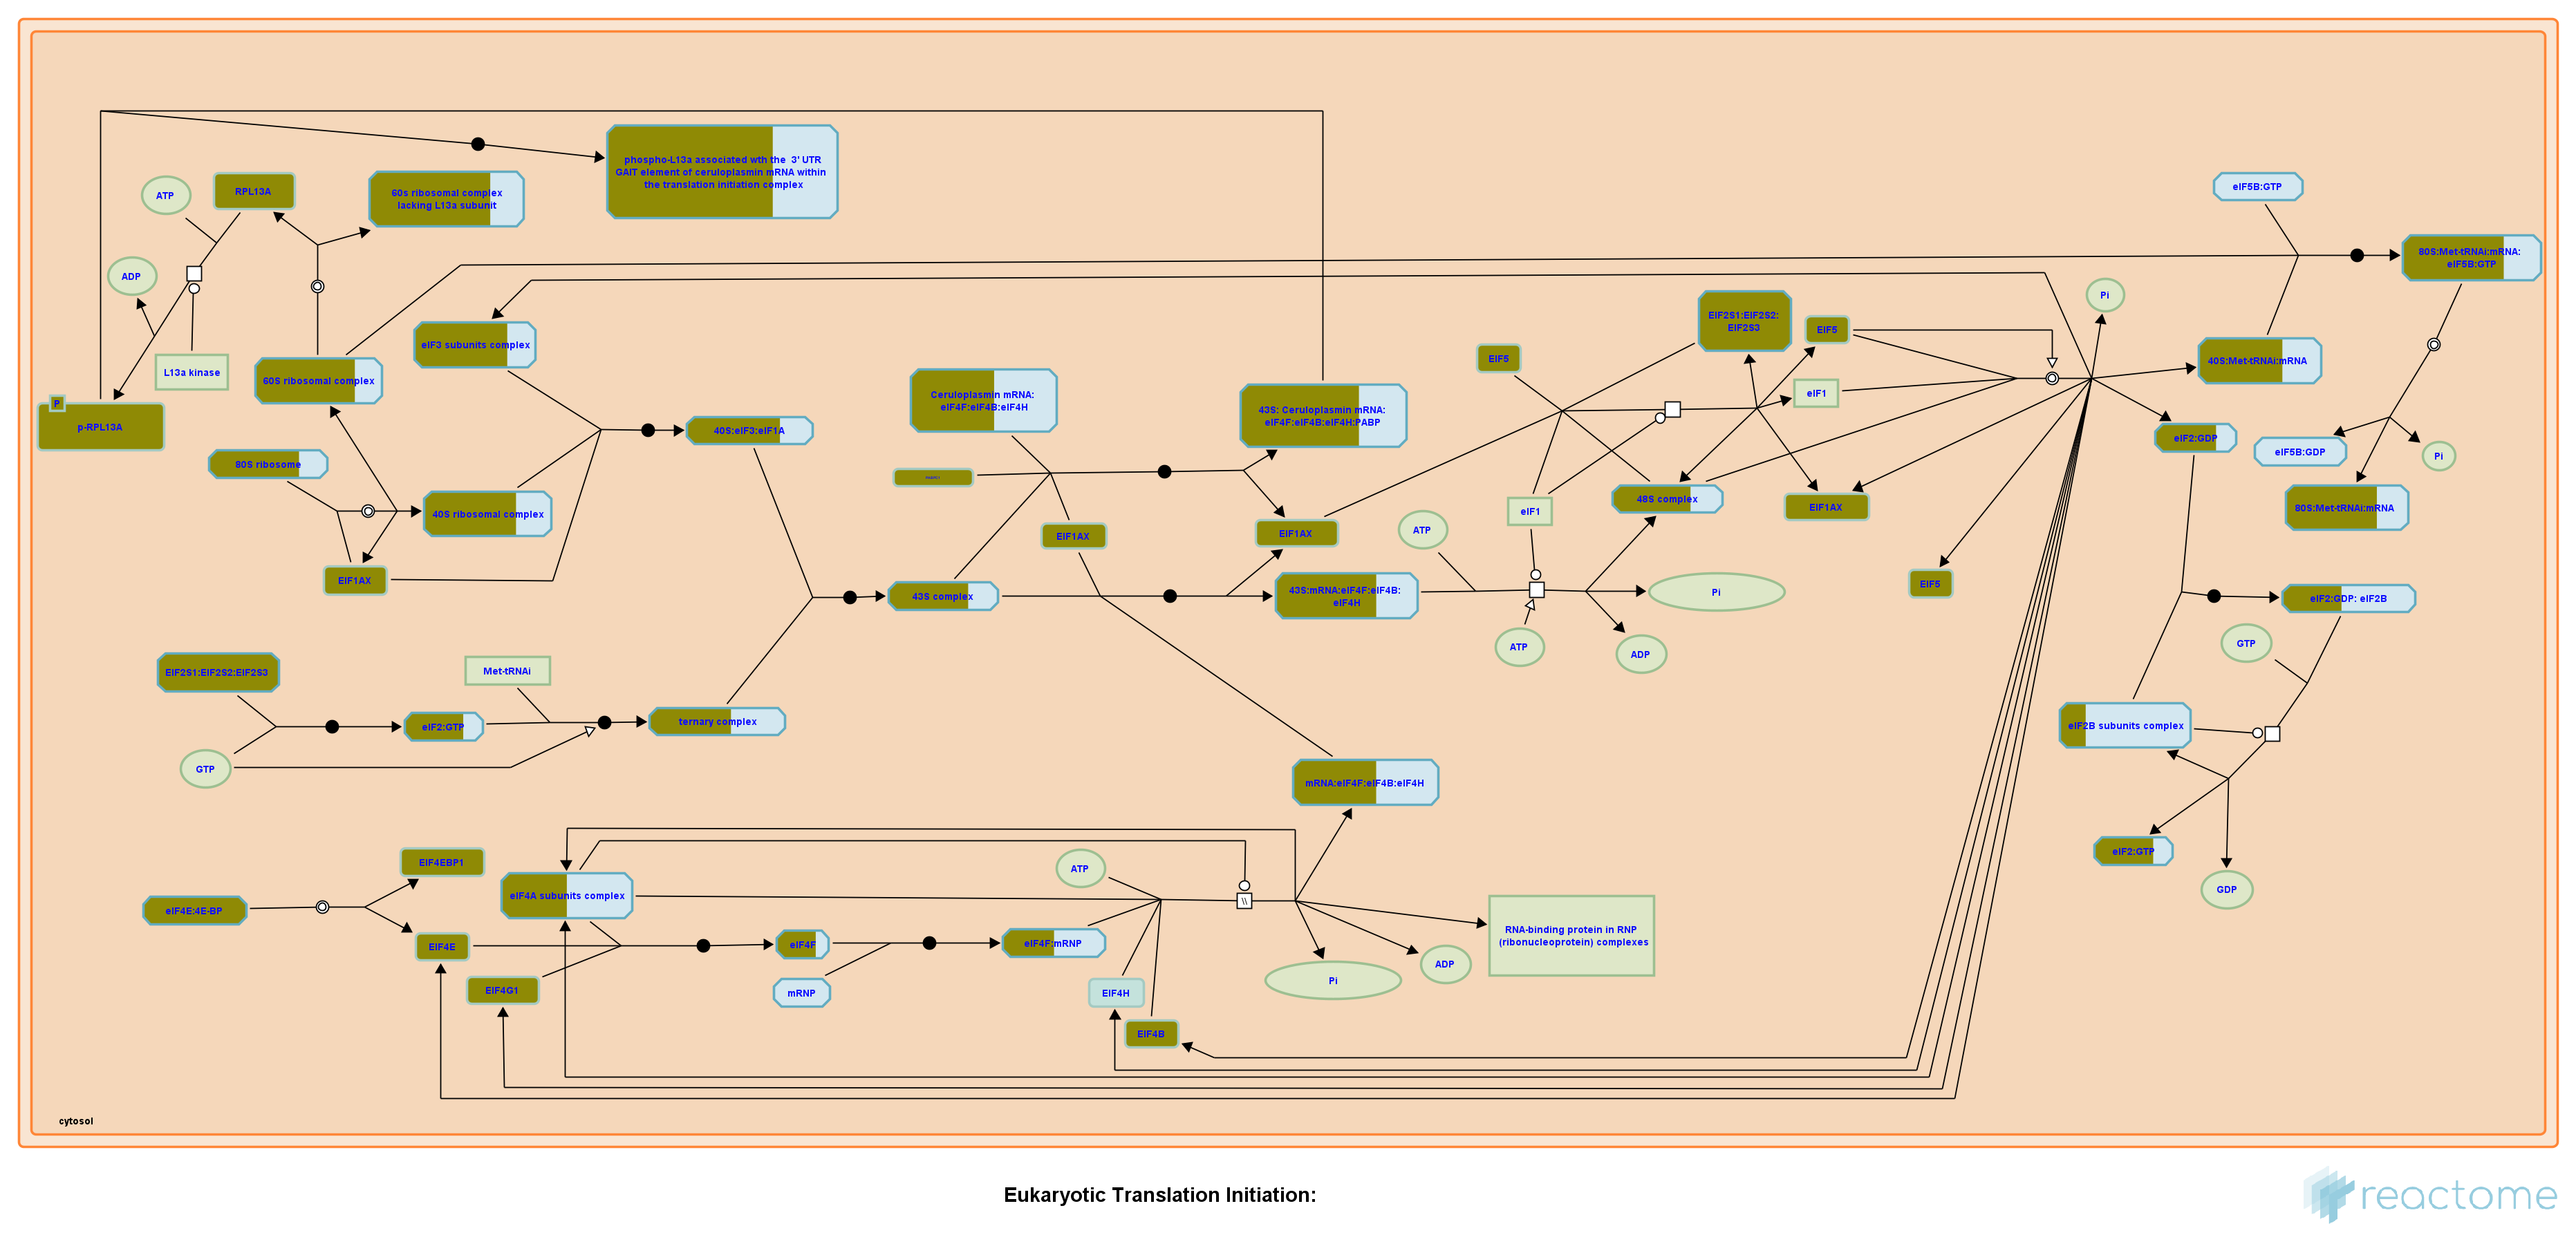 phospho-L13a associated wth the 3' UTR
GAIT element of ceruloplasmin mRNA within
the translation initiation complex
ATP
RPL13A
60s ribosomal complex
lacking L13a subunit
eIF5B:GTP
80S:Met-tRNAi:mRNA:
eIF5B:GTP
ADP
Pi
EIF2S1:EIF2S2:
EIF2S3
EIF5
eIF3 subunits complex
EIF5
40S:Met-tRNAi:mRNA
L13a kinase
60S ribosomal complex
Ceruloplasmin mRNA:
eIF4F:eIF4B:eIF4H
eIF1
P
p-RPL13A
43S: Ceruloplasmin mRNA:
eIF4F:eIF4B:eIF4H:PABP
40S:eIF3:eIF1A
eIF2:GDP
eIF5B:GDP
Pi
80S ribosome
48S complex
EIF1AX
80S:Met-tRNAi:mRNA
40S ribosomal complex
eIF1
EIF1AX
EIF1AX
ATP
EIF1AX
43S complex
43S:mRNA:eIF4F:eIF4B:
eIF4H
Pi
EIF5
eIF2:GDP: eIF2B
ATP
ADP
GTP
EIF2S1:EIF2S2:EIF2S3
Met-tRNAi
eIF2:GTP
ternary complex
eIF2B subunits complex
GTP
mRNA:eIF4F:eIF4B:eIF4H
eIF2:GTP
GDP
EIF4EBP1
ATP
eIF4E:4E-BP
eIF4A subunits complex
\\
RNA-binding protein in RNP
(ribonucleoprotein) complexes
EIF4E
eIF4F
eIF4F:mRNP
ADP
EIF4G1
mRNP
EIF4H
Pi
EIF4B
cytosol
Eukaryotic Translation Initiation:
reactome